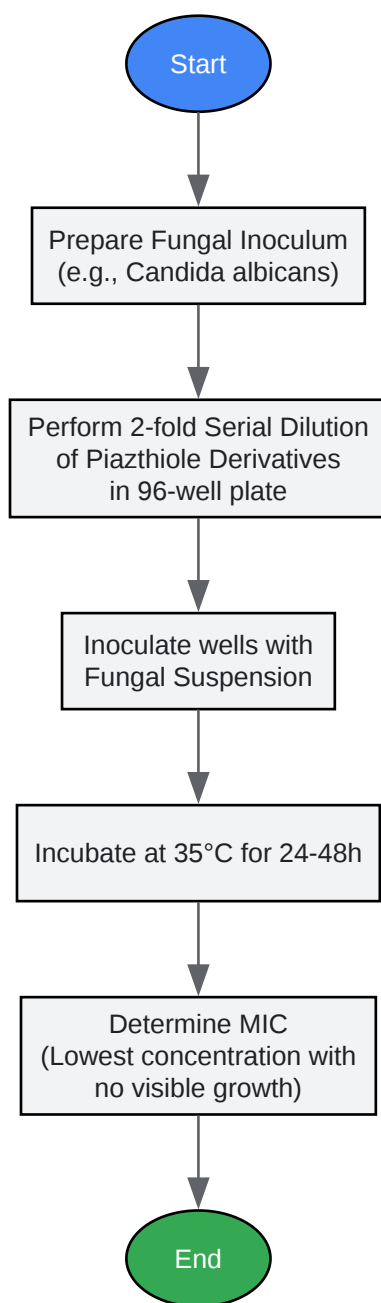 Start
Prepare Fungal Inoculum
(e.g., Candida albicans)
Perform 2-fold Serial Dilution
of Piazthiole Derivatives
in 96-well plate
Inoculate wells with
Fungal Suspension
Incubate at 35°C for 24-48h
Determine MIC
(Lowest concentration with
no visible growth)
End